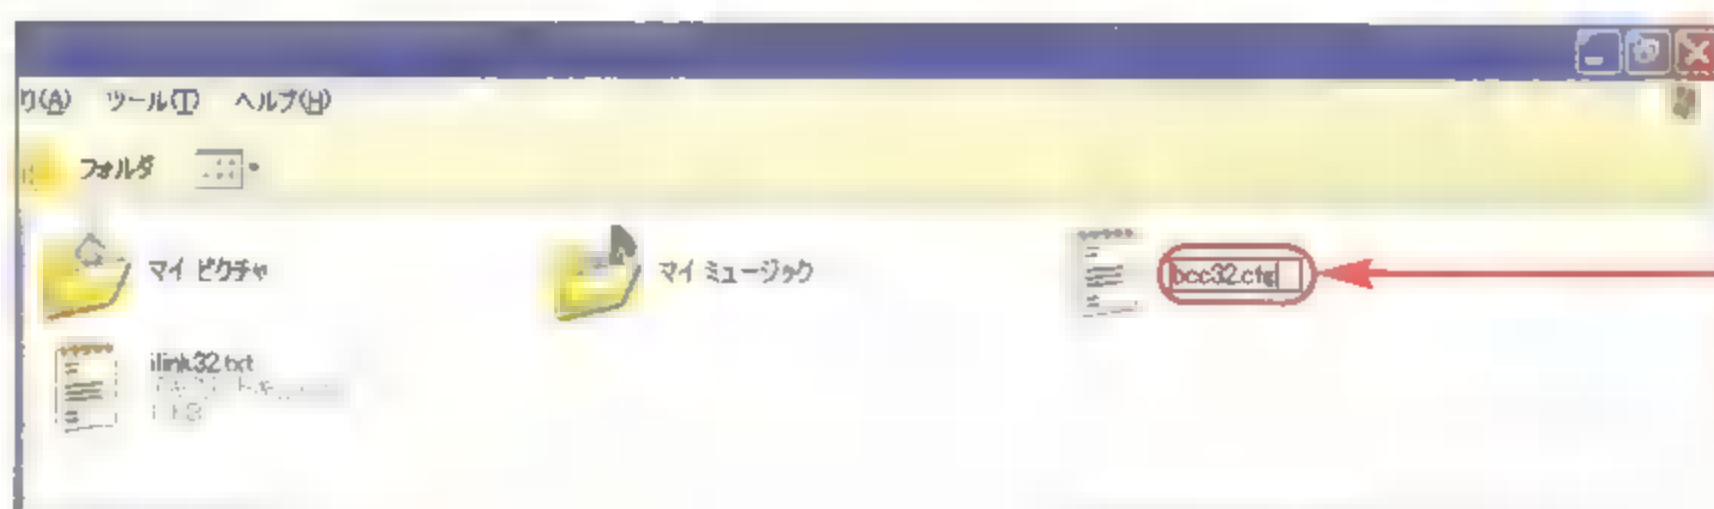 り(A) ツール(T) ヘルプ(H)
フォルダ
マイ ピクチャ
マイ ミュージック
bcc32.cfg
ilink32.txt